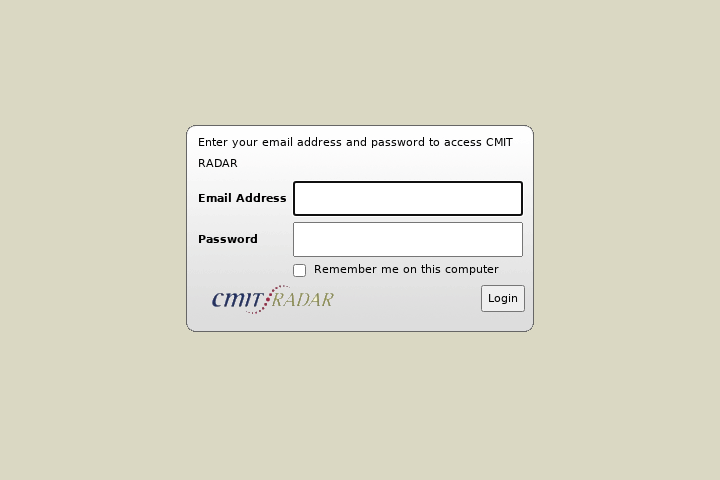 Enter your email address and password to access CMIT
RADAR
Email Address
Password
Remember me on this computer
CMIT RADAR
Login